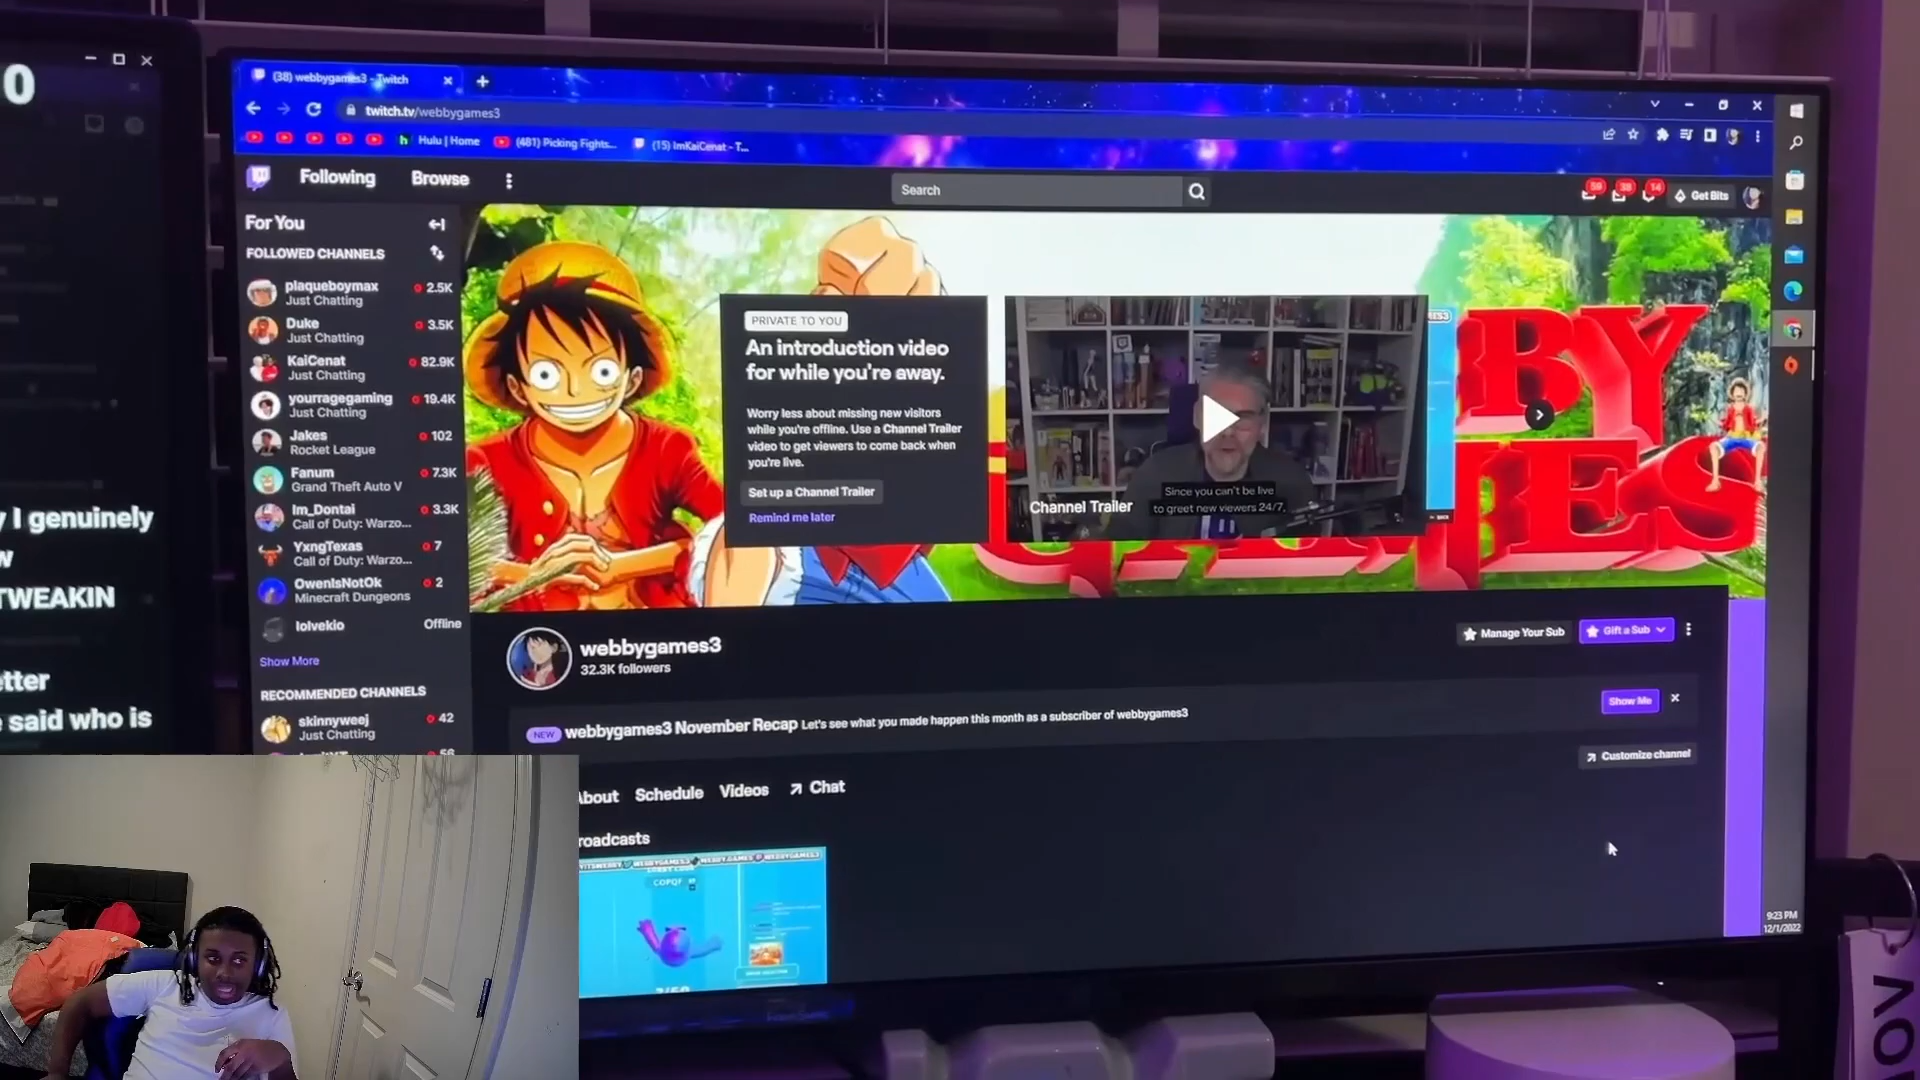 0
I genuinely
TWEAKIN
said who is
(38) webbygames3 - Twitch
twitch.tv/webbygames3
Hulu | Home
(481) Picking Fights...
(15) ImKaiCenat - T...
Following
Browse
Search
59
38
14
Get Bits
For You
FOLLOWED CHANNELS
plaqueboymax
2.5K
Just Chatting
Duke
3.5K
Just Chatting
KaiCenat
82.9K
Just Chatting
yourragegaming
19.4K
Just Chatting
Jakes
102
Rocket League
Fanum
7.3K
Grand Theft Auto V
Im_Dontai
3.3K
Call of Duty: Warzo...
YxngTexas
7
Call of Duty: Warzo...
OwenIsNotOk
2
Minecraft Dungeons
lolvekio
Offline
Show More
RECOMMENDED CHANNELS
skinnyweej
42
Just Chatting
PRIVATE TO YOU
An introduction video
for while you're away.
Worry less about missing new visitors
while you're offline. Use a Channel Trailer
video to get viewers to come back when
you're live.
Set up a Channel Trailer
Remind me later
Channel Trailer
Since you can't be live
to greet new viewers 24/7,
webbygames3
32.3K followers
Manage Your Sub
Gift a Sub
NEW
webbygames3 November Recap Let's see what you made happen this month as a subscriber of webbygames3
Show Me
Customize channel
About
Schedule
Videos
Chat
roadcasts
9:23 PM
12/1/2022